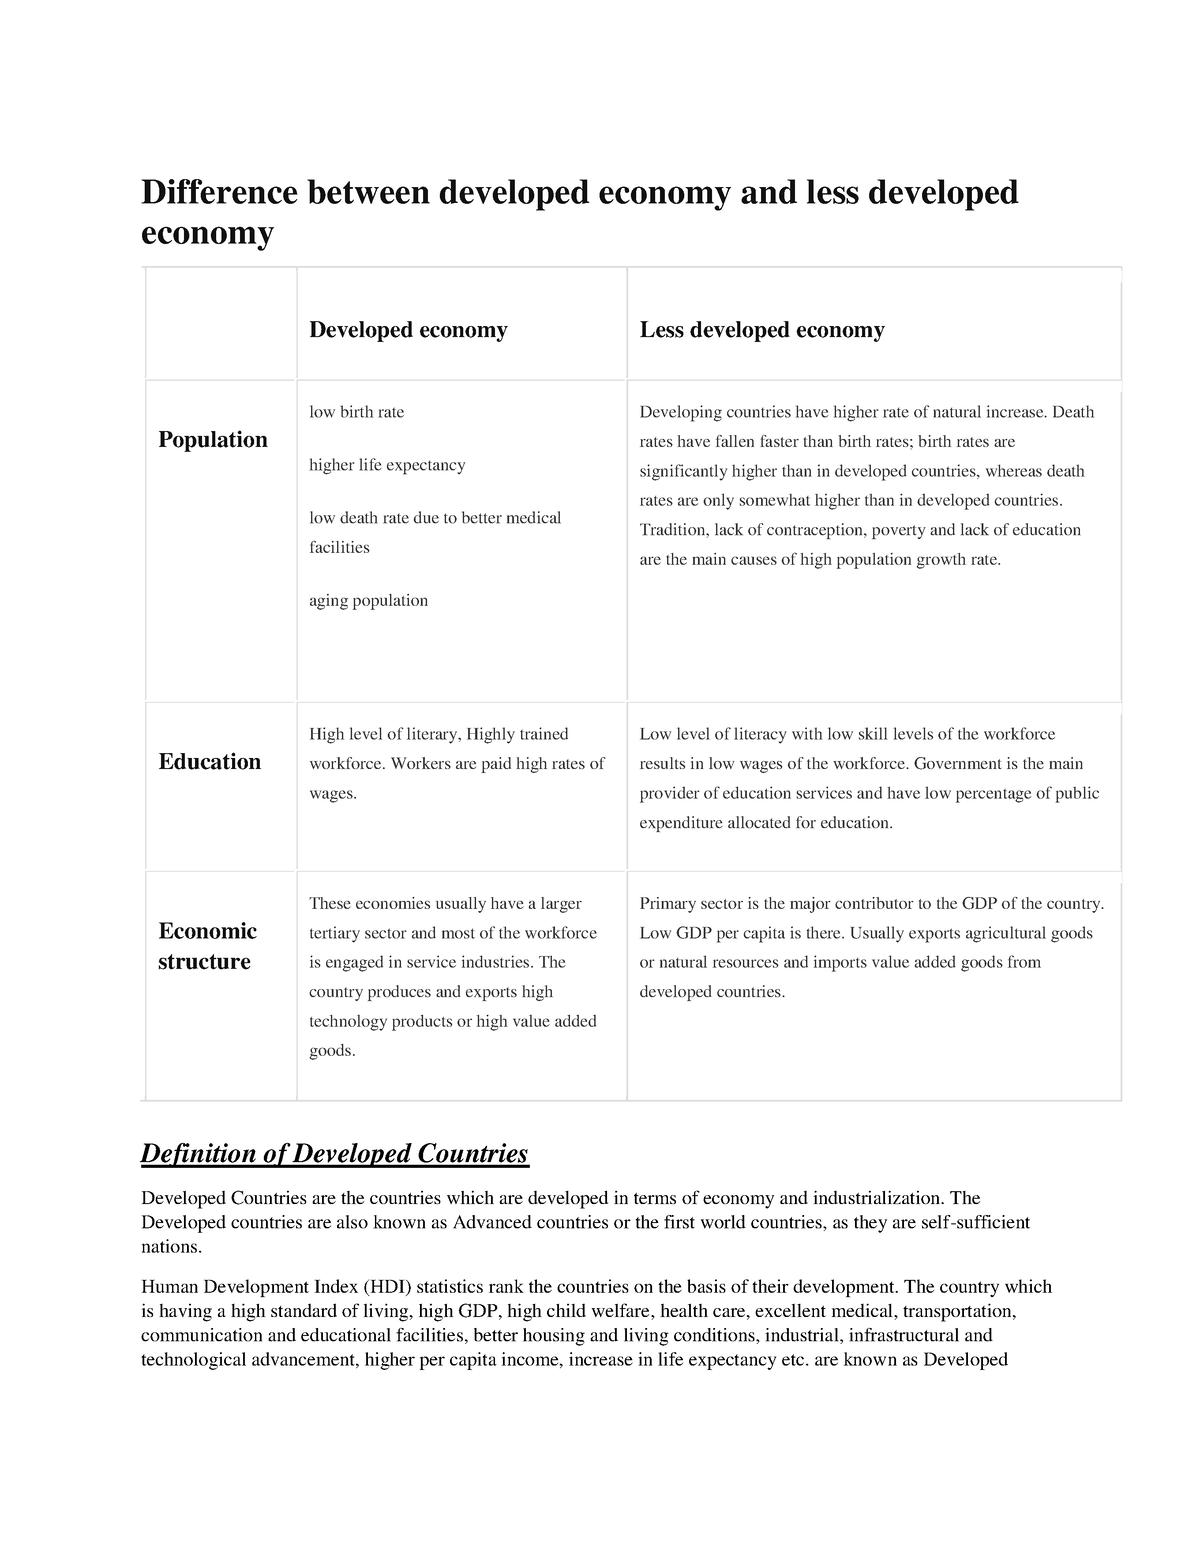 Difference between developed economy and less developed
economy
Developed economy
Less developed economy
Population
low birth rate
higher life expectancy
low death rate due to better medical
facilities
aging population
Developing countries have higher rate of natural increase. Death
rates have fallen faster than birth rates; birth rates are
significantly higher than in developed countries, whereas death
rates are only somewhat higher than in developed countries.
Tradition, lack of contraception, poverty and lack of education
are the main causes of high population growth rate.
Education
High level of literary, Highly trained
workforce. Workers are paid high rates of
wages.
Low level of literacy with low skill levels of the workforce
results in low wages of the workforce. Government is the main
provider of education services and have low percentage of public
expenditure allocated for education.
Economic
structure
These economies usually have a larger
tertiary sector and most of the workforce
is engaged in service industries. The
country produces and exports high
technology products or high value added
goods.
Primary sector is the major contributor to the GDP of the country.
Low GDP per capita is there. Usually exports agricultural goods
or natural resources and imports value added goods from
developed countries.
Definition of Developed Countries
Developed Countries are the countries which are developed in terms of economy and industrialization. The
Developed countries are also known as Advanced countries or the first world countries, as they are self-sufficient
nations.
Human Development Index (HDI) statistics rank the countries on the basis of their development. The country which
is having a high standard of living, high GDP, high child welfare, health care, excellent medical, transportation,
communication and educational facilities, better housing and living conditions, industrial, infrastructural and
technological advancement, higher per capita income, increase in life expectancy etc. are known as Developed